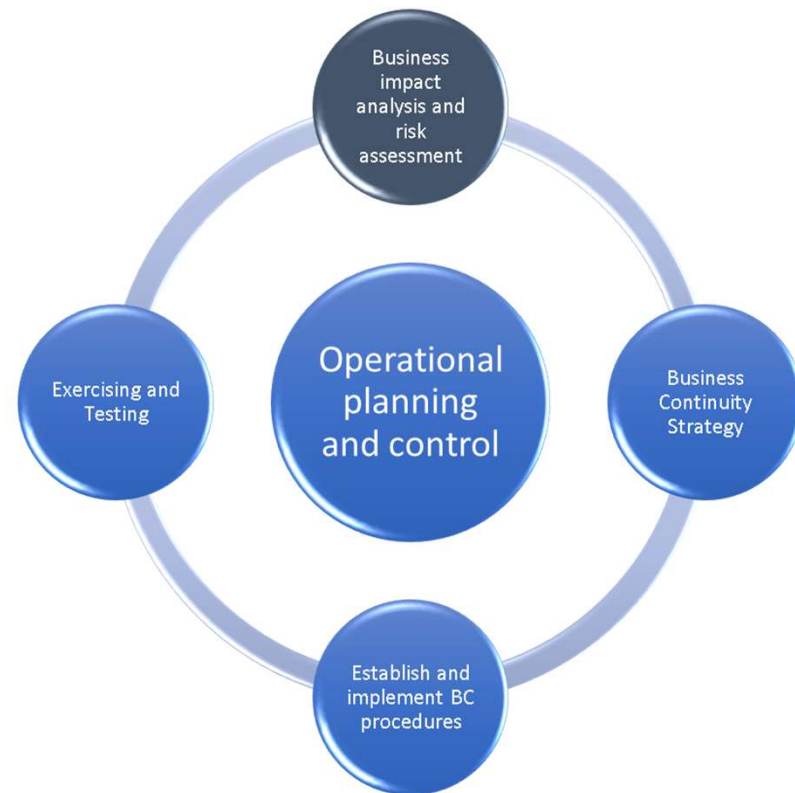 Business
impact
analysis and
risk
assessment
Exercising and
Testing
Operational
planning
and control
Business
Continuity
Strategy
Establish and
implement BC
procedures